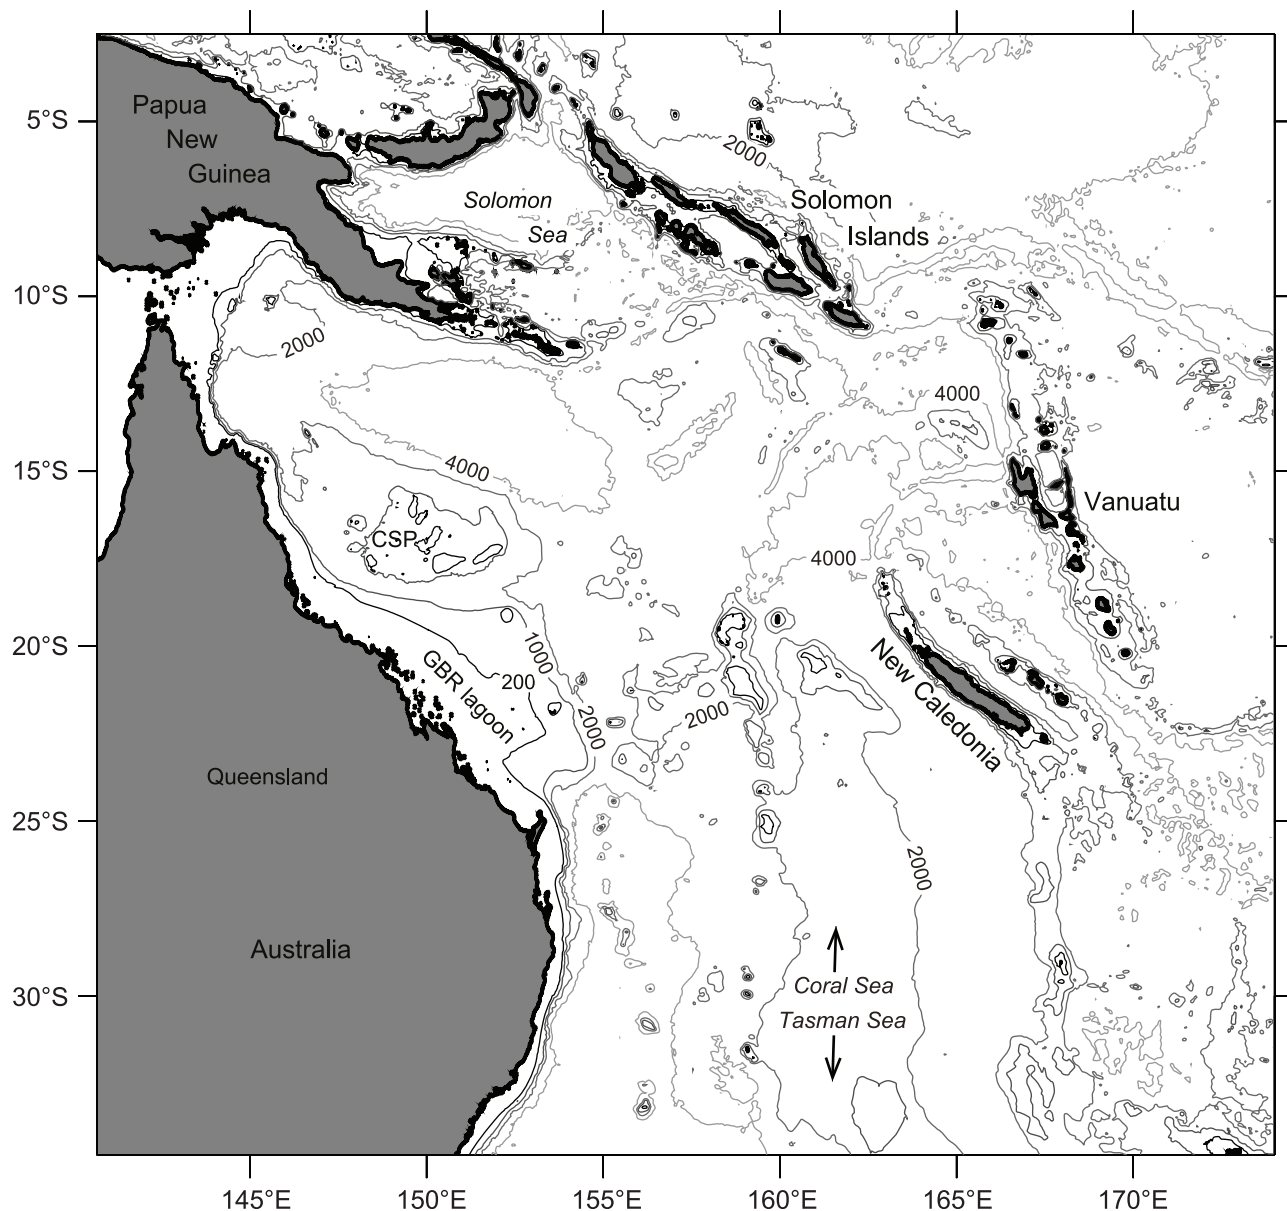 Papua
New
Guinea
5°S
2000
Solomon
Sea
Solomon
Islands
10°S
2000
4000
15°S
4000
Vanuatu
CSP
4000
20°S
1000
GBR lagoon
200
2000
2000
New Caledonia
Queensland
25°S
2000
Australia
Coral Sea
Tasman Sea
30°S
145°E
150°E
155°E
160°E
165°E
170°E